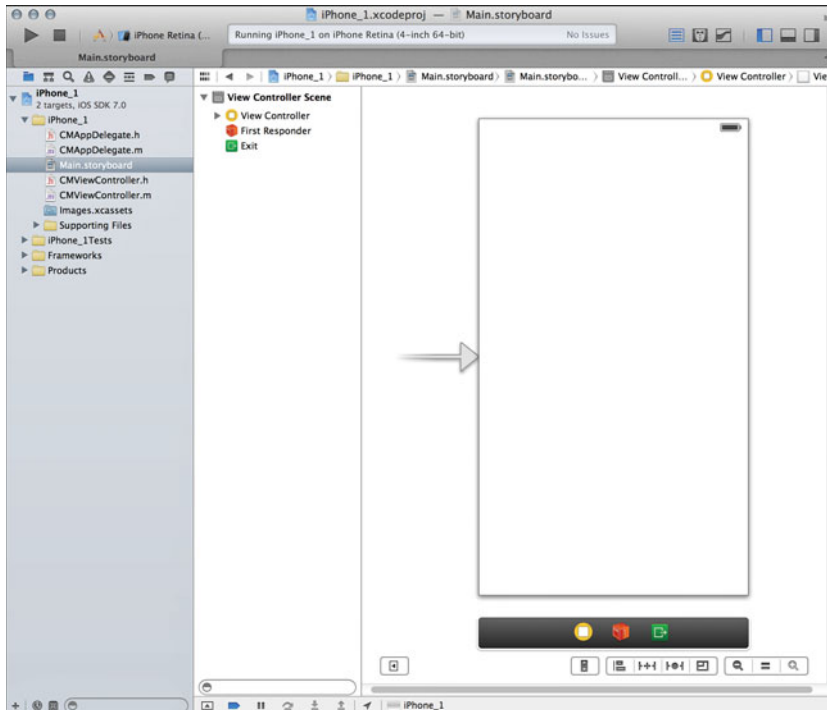 iPhone_1.xcodeproj — Main.storyboard
iPhone Retina (...
Running iPhone_1 on iPhone Retina (4-inch 64-bit)
No Issues
Main.storyboard
iPhone_1
iPhone_1
Main.storyboard
Main.storybo...
View Controll...
View Controller
Vie
iPhone_1
2 targets, iOS SDK 7.0
iPhone_1
CMAppDelegate.h
CMAppDelegate.m
Main.storyboard
CMViewController.h
CMViewController.m
Images.xcassets
Supporting Files
iPhone_1Tests
Frameworks
Products
View Controller Scene
View Controller
First Responder
Exit
iPhone_1